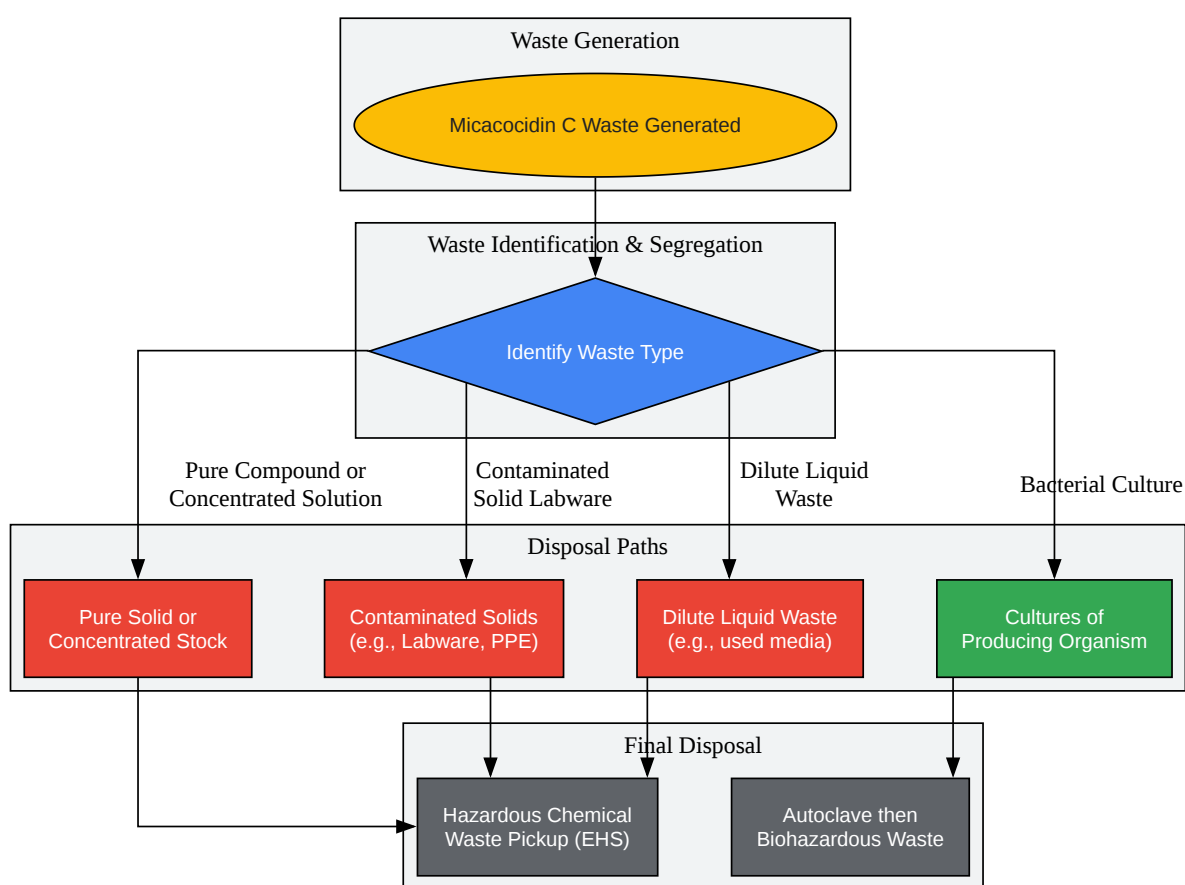 Waste Generation
Micacocidin C Waste Generated
Waste Identification & Segregation
Identify Waste Type
Pure Compound or
Concentrated Solution
Contaminated
Solid Labware
Dilute Liquid
Waste
Bacterial Culture
Disposal Paths
Pure Solid or
Concentrated Stock
Contaminated Solids
(e.g., Labware, PPE)
Dilute Liquid Waste
(e.g., used media)
Cultures of
Producing Organism
Final Disposal
Hazardous Chemical
Waste Pickup (EHS)
Autoclave then
Biohazardous Waste